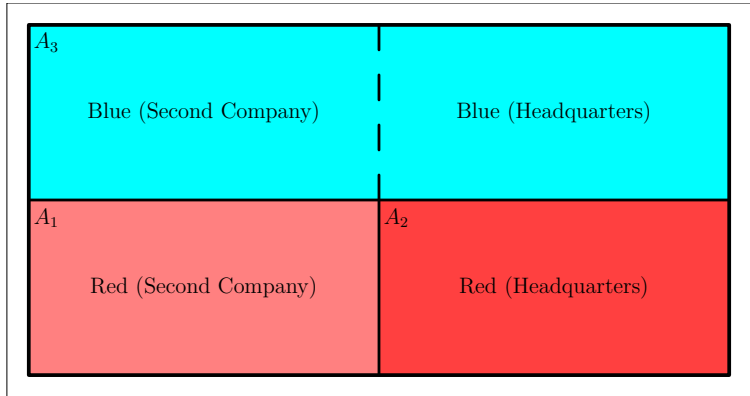 A₃
Blue (Second Company)
Blue (Headquarters)
A₁
A₂
Red (Second Company)
Red (Headquarters)